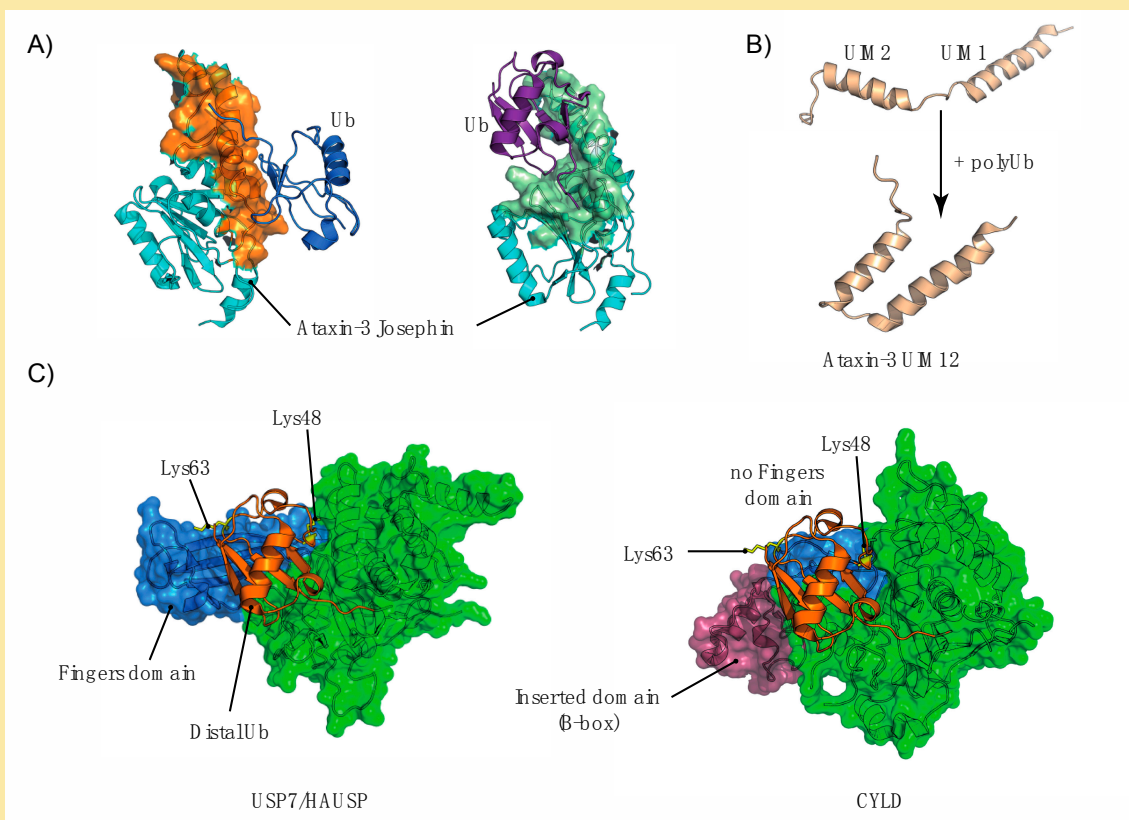 A)
Ub
Ub
Ataxin-3 Josephin
B)
UIM2
UIM1
+ polyUb
Ataxin-3 UIM12
C)
Lys48
Lys63
Fingers domain
Distal Ub
USP7/HAUSP
Lys48
no Fingers
domain
Lys63
Inserted domain
(B-box)
CYLD